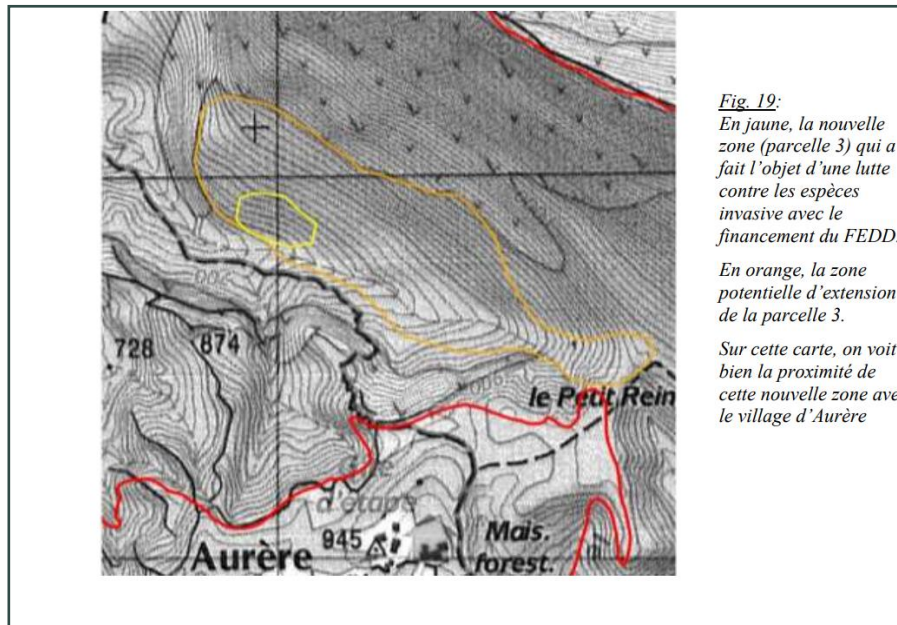 Fig. 19:
En jaune, la nouvelle
zone (parcelle 3) qui a
fait l'objet d'une lutte
contre les espèces
invasive avec le
financement du FEDD
En orange, la zone
potentielle d'extension
de la parcelle 3.
Sur cette carte, on voit
bien la proximité de
cette nouvelle zone ave
le village d'Aurère
700
728
874
900
le Petit Rein
d'étape
945
Aurère
Mais.
forest.